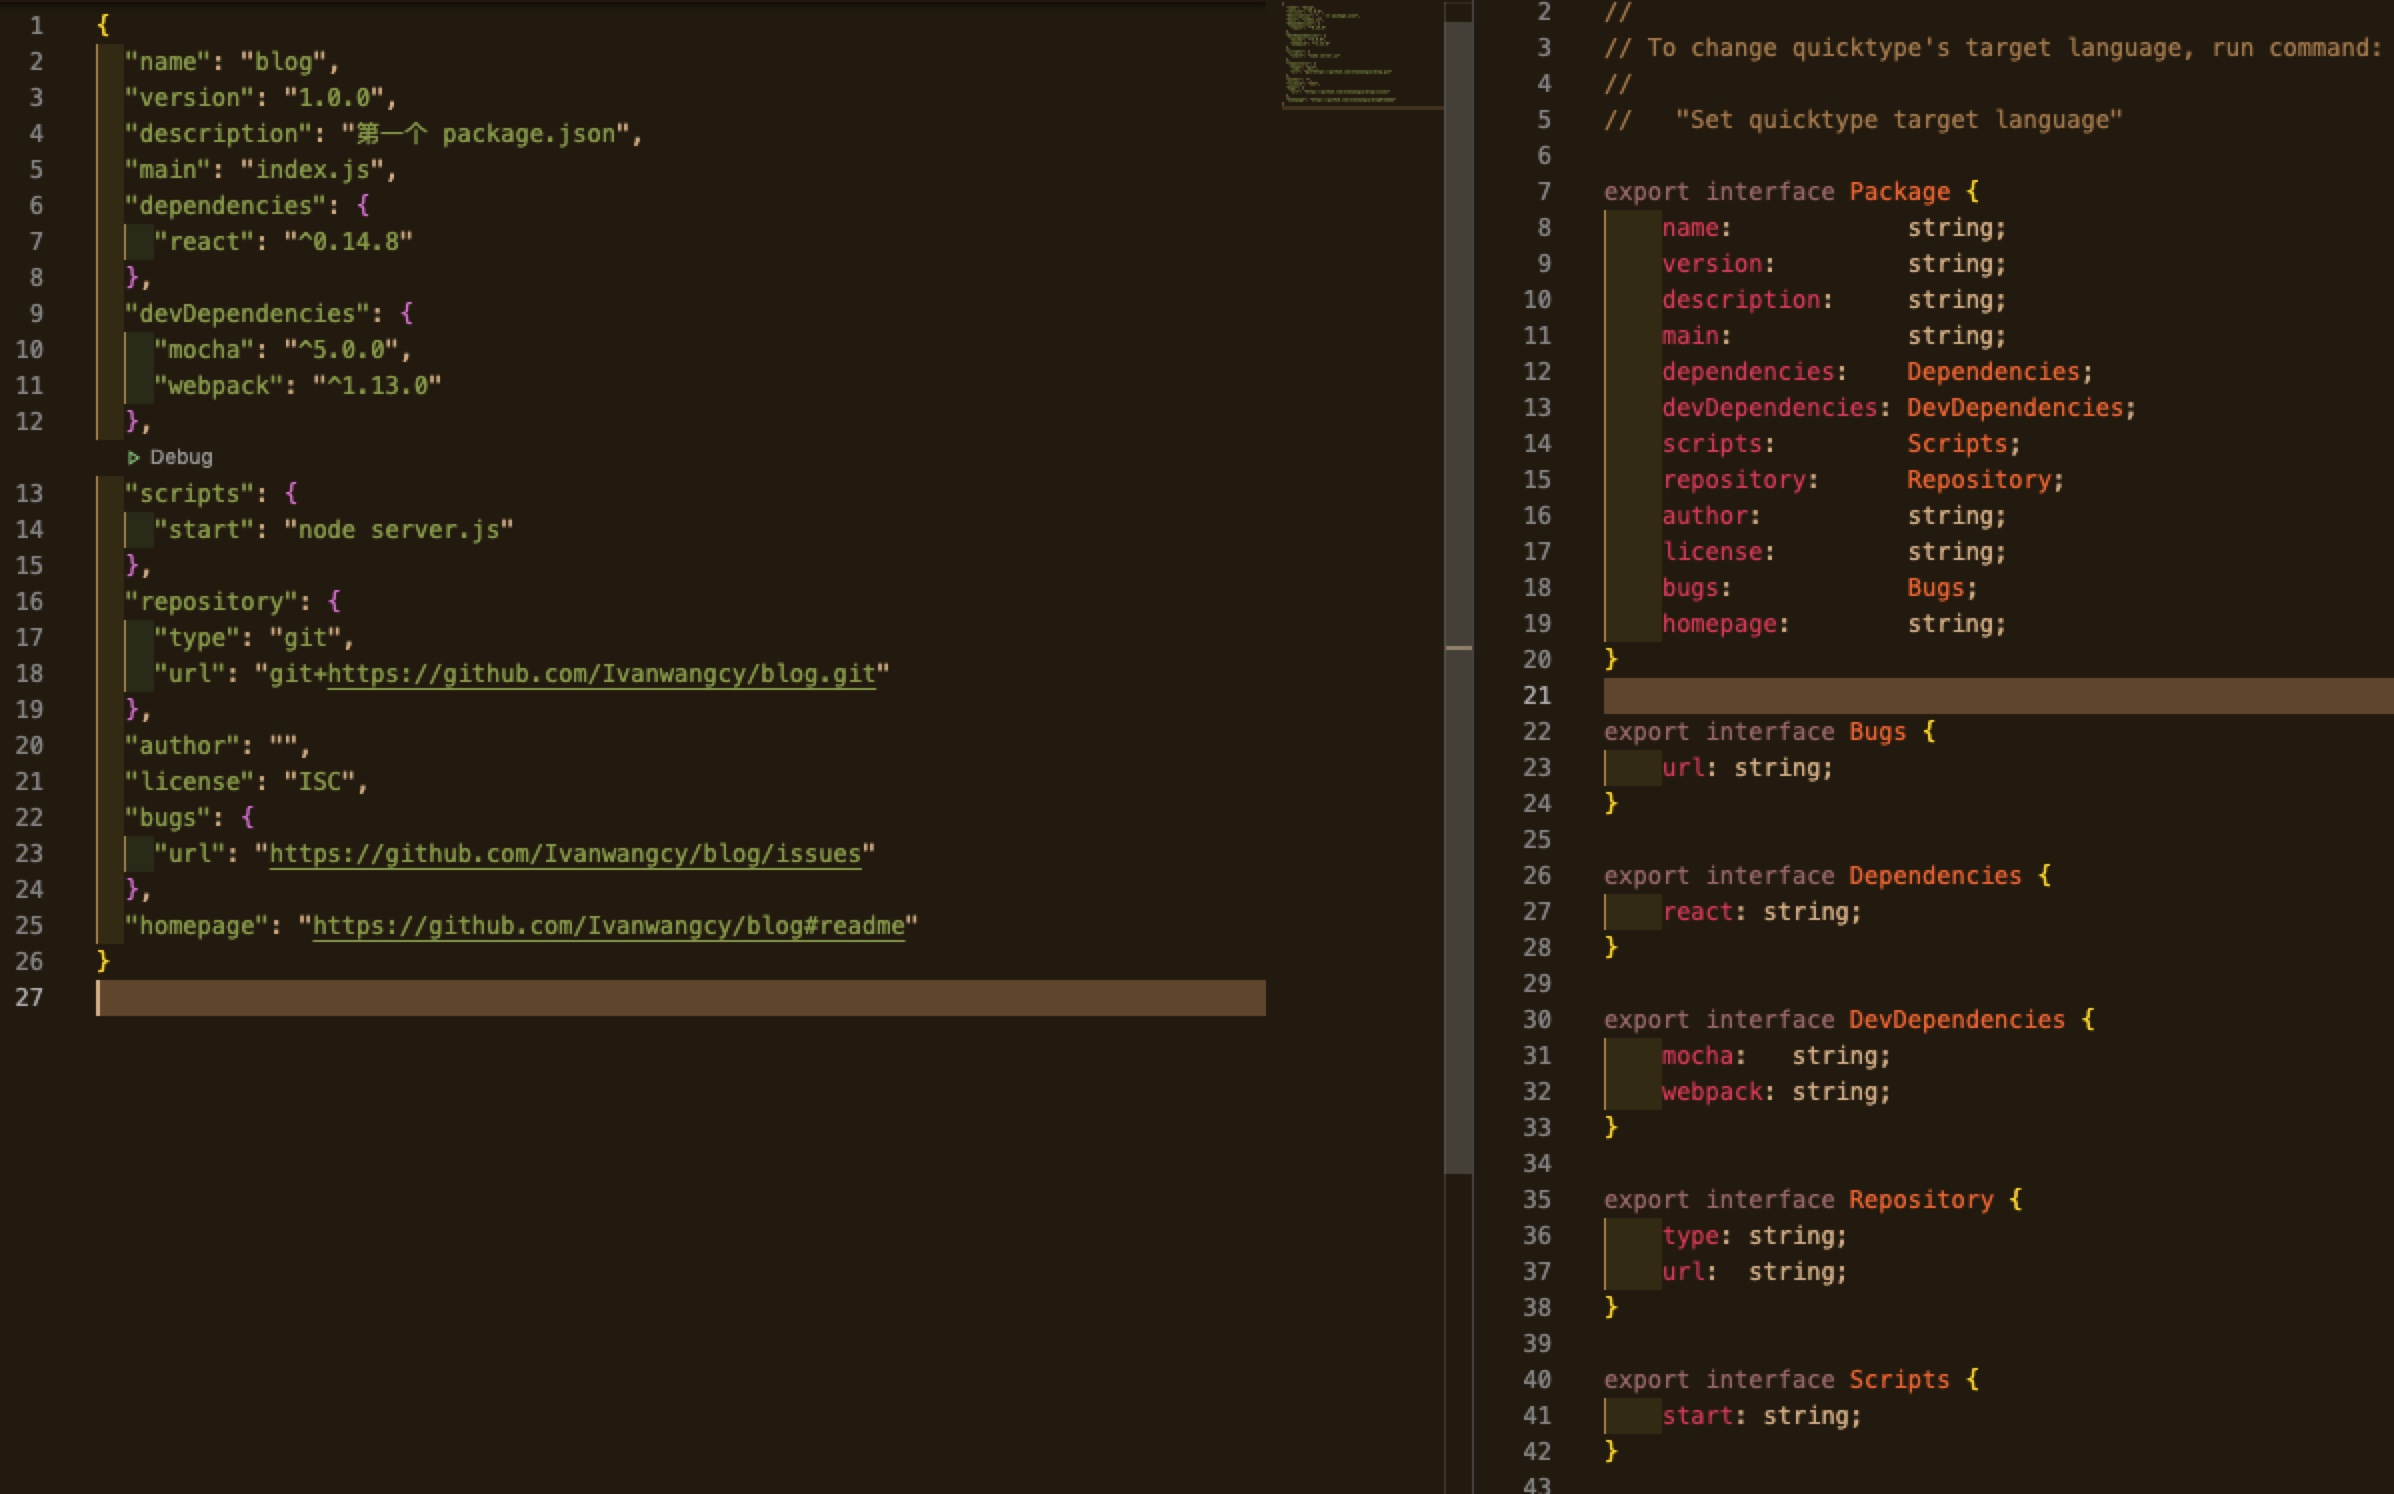 1 {
2 "name": "blog",
3 "version": "1.0.0",
4 "description": "第一个 package.json",
5 "main": "index.js",
6 "dependencies": {
7 "react": "^0.14.8"
8 },
9 "devDependencies": {
10 "mocha": "^5.0.0",
11 "webpack": "^1.13.0"
12 },
Debug
13 "scripts": {
14 "start": "node server.js"
15 },
16 "repository": {
17 "type": "git",
18 "url": "git+https://github.com/Ivanwangcy/blog.git"
19 },
20 "author": "",
21 "license": "ISC",
22 "bugs": {
23 "url": "https://github.com/Ivanwangcy/blog/issues"
24 },
25 "homepage": "https://github.com/Ivanwangcy/blog#readme"
26 }
27
2 //
3 // To change quicktype's target language, run command:
4 //
5 //   "Set quicktype target language"
6
7 export interface Package {
8 name: string;
9 version: string;
10 description: string;
11 main: string;
12 dependencies: Dependencies;
13 devDependencies: DevDependencies;
14 scripts: Scripts;
15 repository: Repository;
16 author: string;
17 license: string;
18 bugs: Bugs;
19 homepage: string;
20 }
21
22 export interface Bugs {
23 url: string;
24 }
25
26 export interface Dependencies {
27 react: string;
28 }
29
30 export interface DevDependencies {
31 mocha: string;
32 webpack: string;
33 }
34
35 export interface Repository {
36 type: string;
37 url: string;
38 }
39
40 export interface Scripts {
41 start: string;
42 }
43